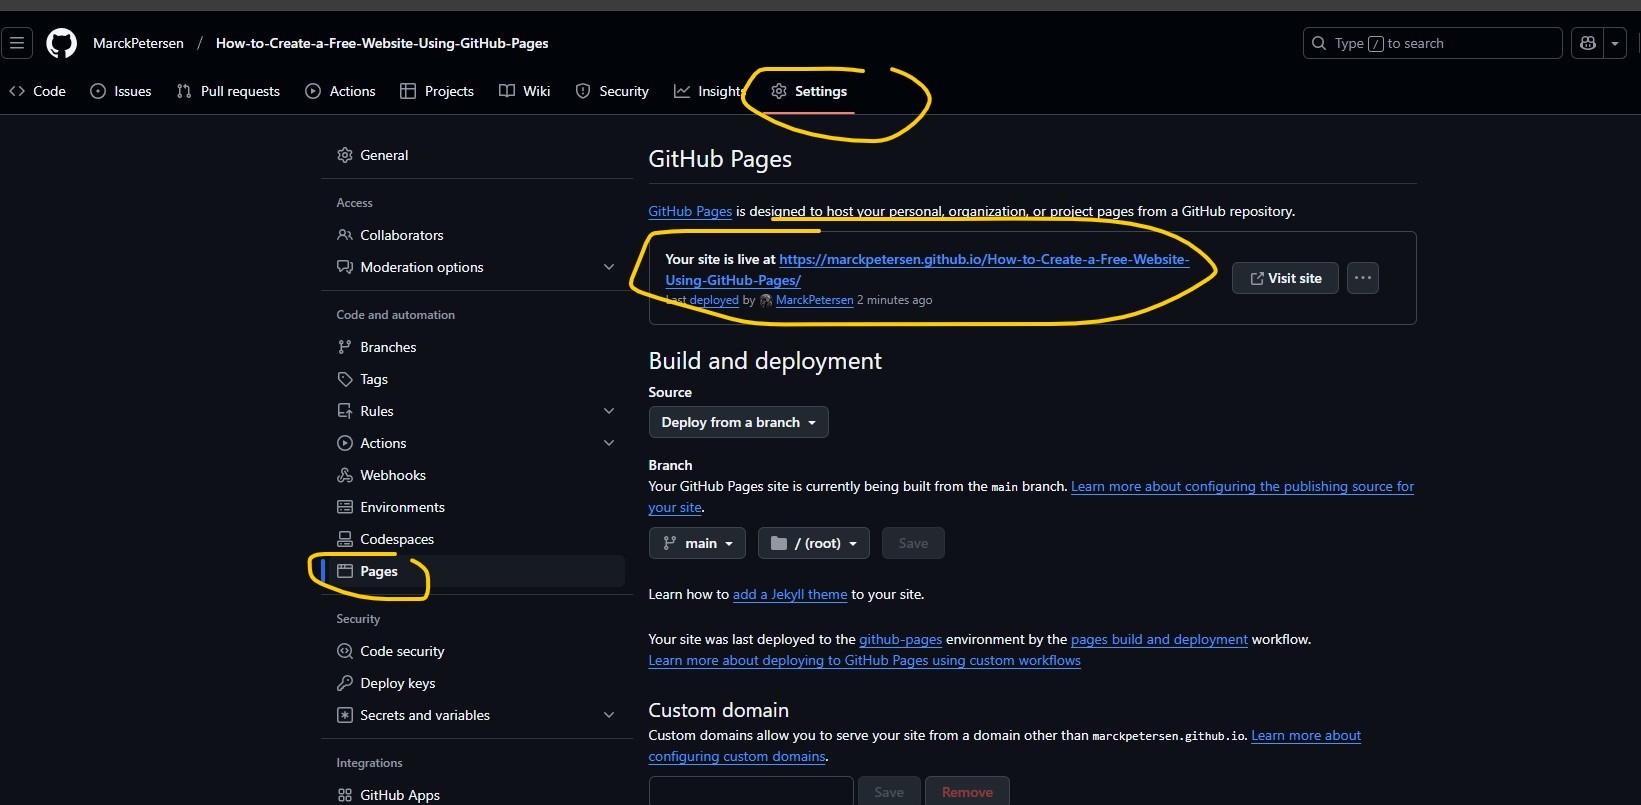 MarckPetersen / How-to-Create-a-Free-Website-Using-GitHub-Pages
Type / to search
Code Issues Pull requests Actions Projects Wiki Security Insights Settings
General
Access
Collaborators
Moderation options
Code and automation
Branches
Tags
Rules
Actions
Webhooks
Environments
Codespaces
Pages
Security
Code security
Deploy keys
Secrets and variables
Integrations
GitHub Apps
GitHub Pages
GitHub Pages is designed to host your personal, organization, or project pages from a GitHub repository.
Your site is live at https://marckpetersen.github.io/How-to-Create-a-Free-Website-
Using-GitHub-Pages/
Last deployed by MarckPetersen 2 minutes ago
Visit site
Build and deployment
Source
Deploy from a branch
Branch
Your GitHub Pages site is currently being built from the main branch. Learn more about configuring the publishing source for
your site.
main / (root) Save
Learn how to add a Jekyll theme to your site.
Your site was last deployed to the github-pages environment by the pages build and deployment workflow.
Learn more about deploying to GitHub Pages using custom workflows
Custom domain
Custom domains allow you to serve your site from a domain other than marckpetersen.github.io. Learn more about
configuring custom domains.
Save Remove